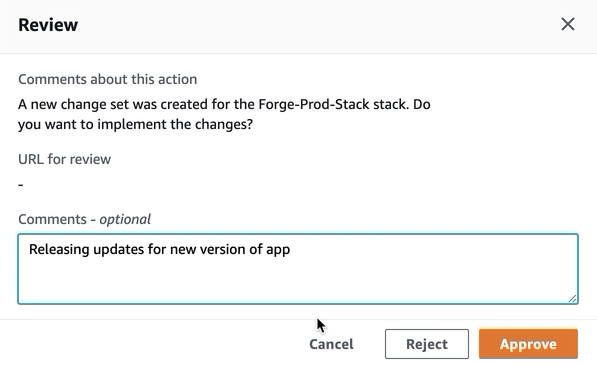 Review
Comments about this action
A new change set was created for the Forge-Prod-Stack stack. Do
you want to implement the changes?
URL for review
-
Comments - optional
Releasing updates for new version of app
Cancel
Reject
Approve